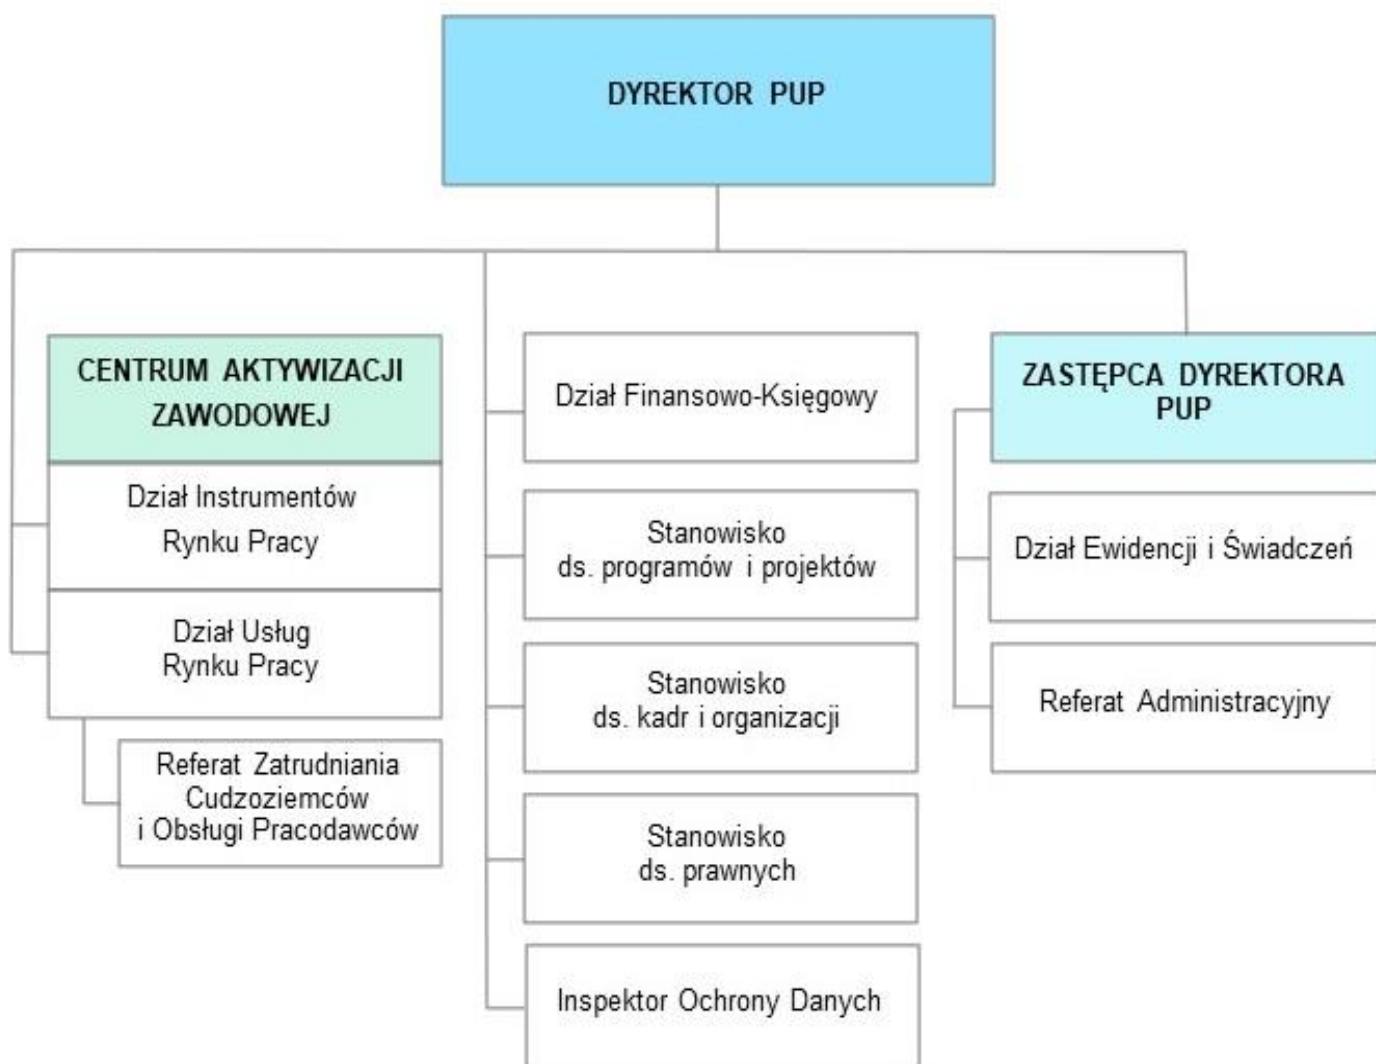 DYREKTOR PUP
CENTRUM AKTYWIZACJI
ZAWODOWEJ
Dział Instrumentów
Rynku Pracy
Dział Usług
Rynku Pracy
Referat Zatrudniania
Cudzoziemców
i Obsługi Pracodawców
Dział Finansowo-Księgowy
Stanowisko
ds. programów i projektów
Stanowisko
ds. kadr i organizacji
Stanowisko
ds. prawnych
Inspektor Ochrony Danych
ZASTĘPCA DYREKTORA
PUP
Dział Ewidencji i Świadczeń
Referat Administracyjny